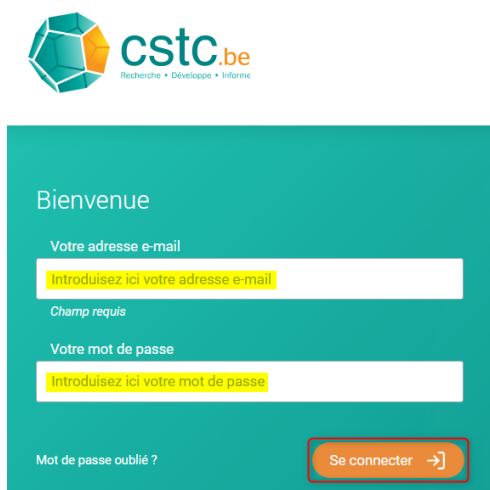 cstc.be
Recherche • Développe • Informe
Bienvenue
Votre adresse e-mail
Introduisez ici votre adresse e-mail
Champ requis
Votre mot de passe
Introduisez ici votre mot de passe
Mot de passe oublié ?
Se connecter